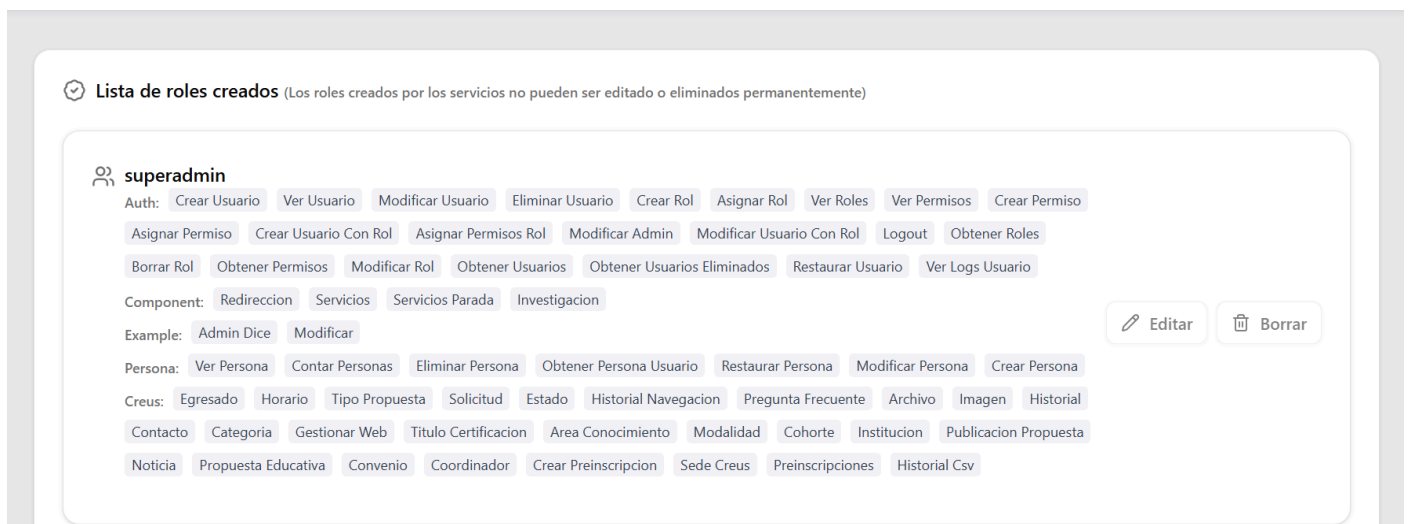 Lista de roles creados (Los roles creados por los servicios no pueden ser editado o eliminados permanentemente)
superadmin
Auth: Crear Usuario Ver Usuario Modificar Usuario Eliminar Usuario Crear Rol Asignar Rol Ver Roles Ver Permisos Crear Permiso
Asignar Permiso Crear Usuario Con Rol Asignar Permisos Rol Modificar Admin Modificar Usuario Con Rol Logout Obtener Roles
Borrar Rol Obtener Permisos Modificar Rol Obtener Usuarios Obtener Usuarios Eliminados Restaurar Usuario Ver Logs Usuario
Component: Redireccion Servicios Servicios Parada Investigacion
Example: Admin Dice Modificar
Persona: Ver Persona Contar Personas Eliminar Persona Obtener Persona Usuario Restaurar Persona Modificar Persona Crear Persona
Creus: Egresado Horario Tipo Propuesta Solicitud Estado Historial Navegacion Pregunta Frecuente Archivo Imagen Historial
Contacto Categoria Gestionar Web Titulo Certificacion Area Conocimiento Modalidad Cohorte Institucion Publicacion Propuesta
Noticia Propuesta Educativa Convenio Coordinador Crear Preinscripcion Sede Creus Preinscripciones Historial Csv
Editar Borrar